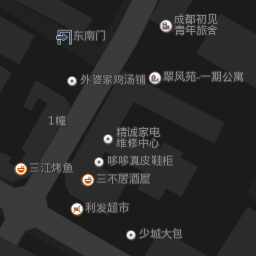 成都初见
青年旅舍
东南门
外婆家鸡汤铺
翠风苑-一期公寓
1幢
精诚家电
维修中心
哆哆真皮鞋柜
三江烤鱼
三不居酒屋
利发超市
少城大包